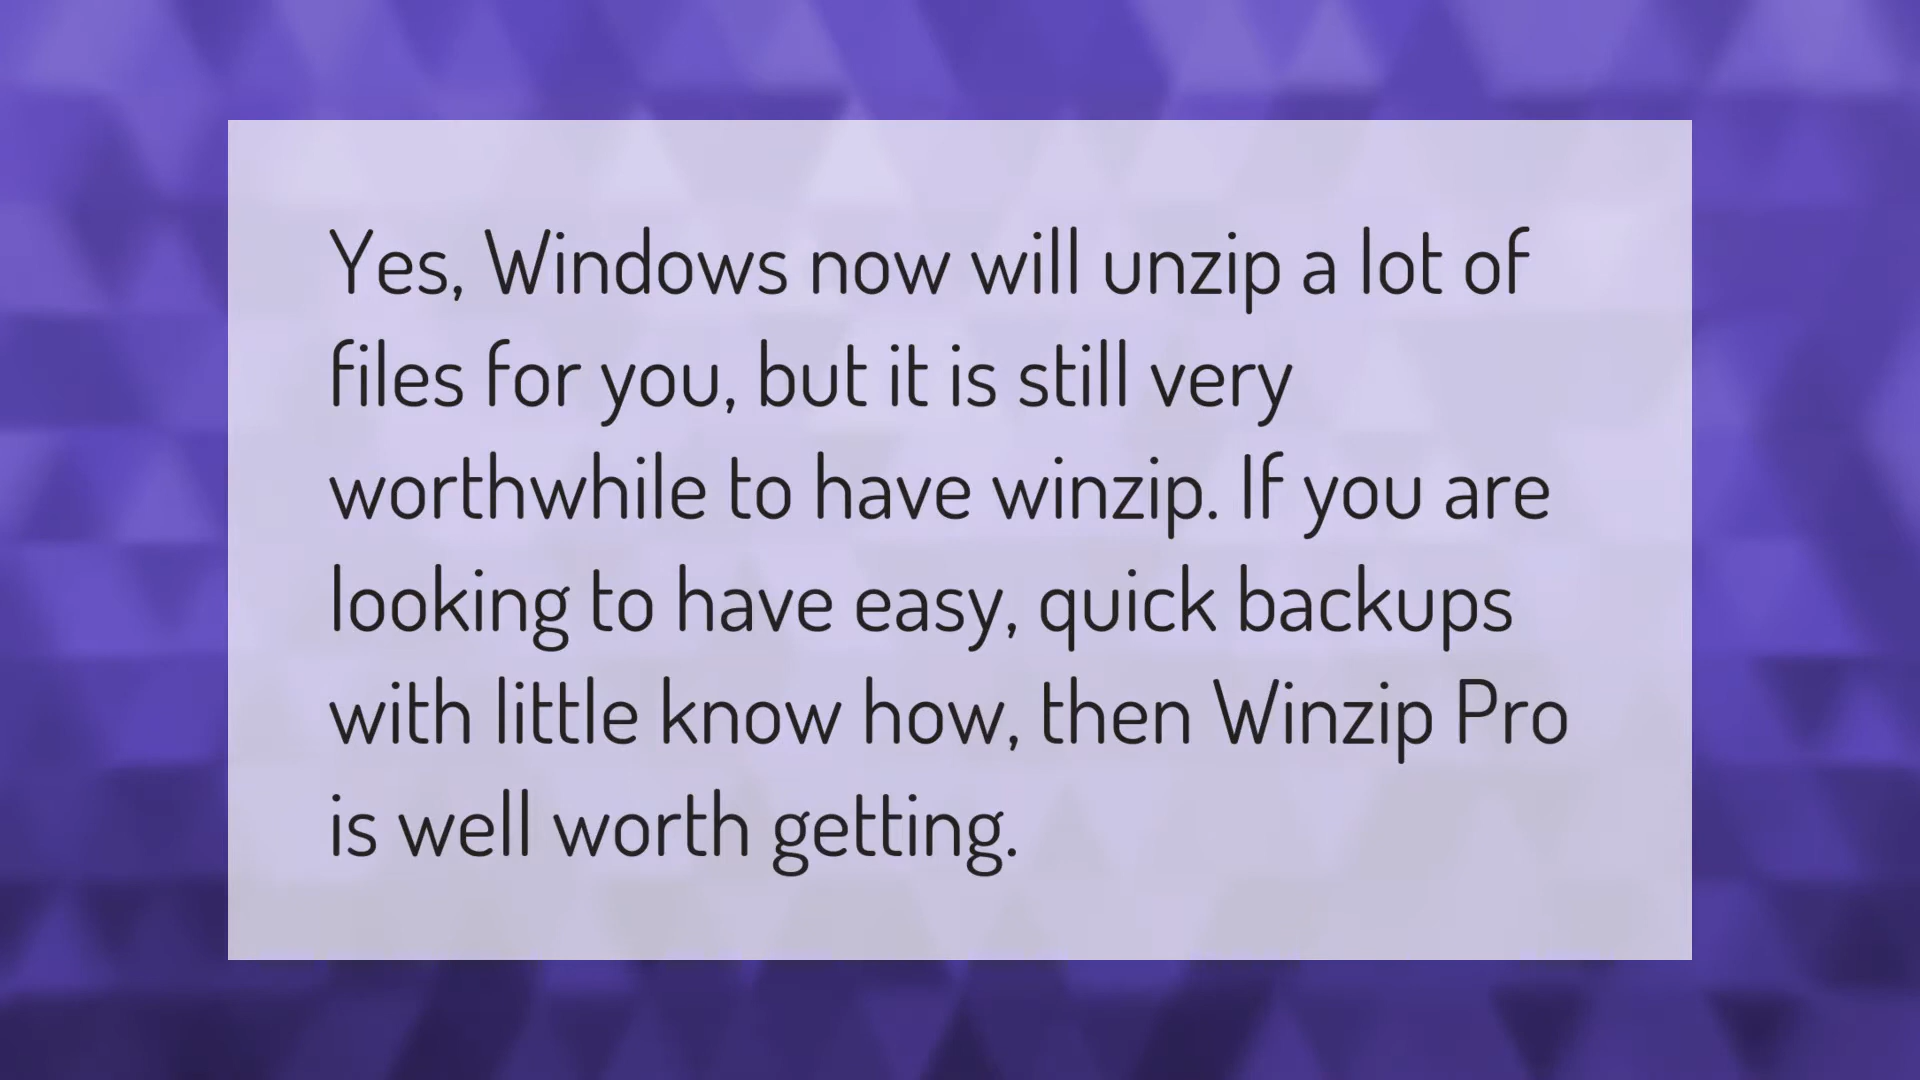 Yes, Windows now will unzip a lot of
files for you, but it is still very
worthwhile to have winzip. If you are
looking to have easy, quick backups
with little know how, then Winzip Pro
is well worth getting.